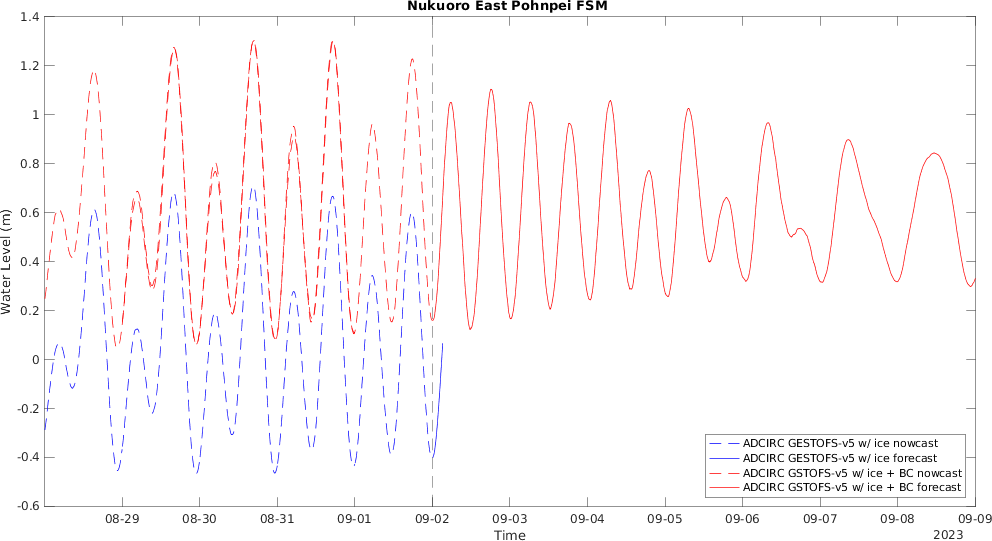 Nukuoro East Pohnpei FSM
1.4
1.2
1
0.8
0.6
0.4
0.2
0
-0.2
-0.4
-0.6
Water Level (m)
ADCIRC GESTOFS-v5 w/ ice nowcast
ADCIRC GESTOFS-v5 w/ ice forecast
ADCIRC GSTOFS-v5 w/ ice + BC nowcast
ADCIRC GSTOFS-v5 w/ ice + BC forecast
08-29 08-30 08-31 09-01 09-02 09-03 09-04 09-05 09-06 09-07 09-08 09-09
Time
2023